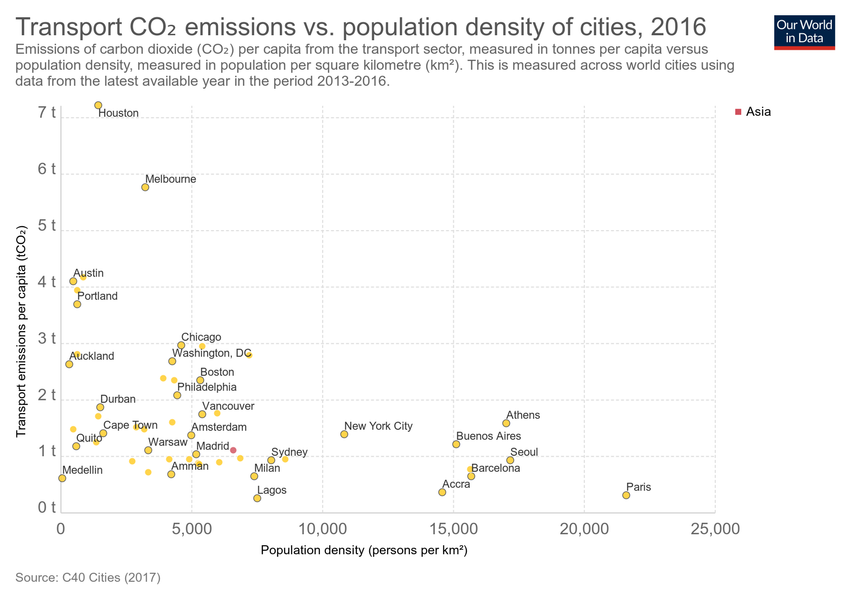 Transport CO₂ emissions vs. population density of cities, 2016
Our World
in Data
Emissions of carbon dioxide (CO₂) per capita from the transport sector, measured in tonnes per capita versus
population density, measured in population per square kilometre (km²). This is measured across world cities using
data from the latest available year in the period 2013-2016.
7 t
Houston
Asia
6 t
Melbourne
5 t
Austin
4 t
Portland
3 t
Chicago
Washington, DC
Auckland
Boston
Philadelphia
2 t
Durban
Vancouver
Athens
Cape Town
Amsterdam
New York City
Quito
Warsaw
Madrid
Buenos Aires
1 t
Sydney
Seoul
Medellin
Amman
Milan
Barcelona
Lagos
Accra
Paris
0 t
0
5,000
10,000
15,000
20,000
25,000
Transport emissions per capita (tCO₂)
Population density (persons per km²)
Source: C40 Cities (2017)